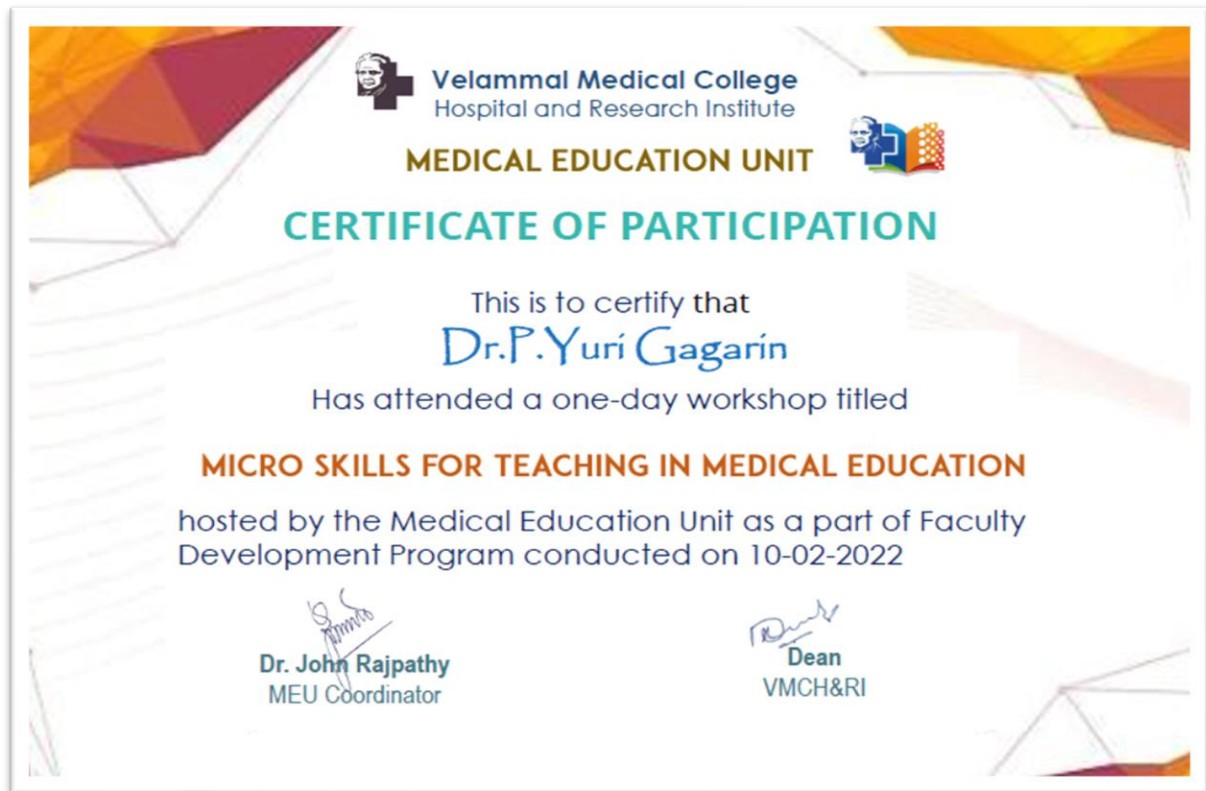 Velammal Medical College
Hospital and Research Institute
MEDICAL EDUCATION UNIT
CERTIFICATE OF PARTICIPATION
This is to certify that
Dr.P.Yuri Gagarin
Has attended a one-day workshop titled
MICRO SKILLS FOR TEACHING IN MEDICAL EDUCATION
hosted by the Medical Education Unit as a part of Faculty
Development Program conducted on 10-02-2022
Dr. John Rajpathy
MEU Coordinator
Dean
VMCH&RI